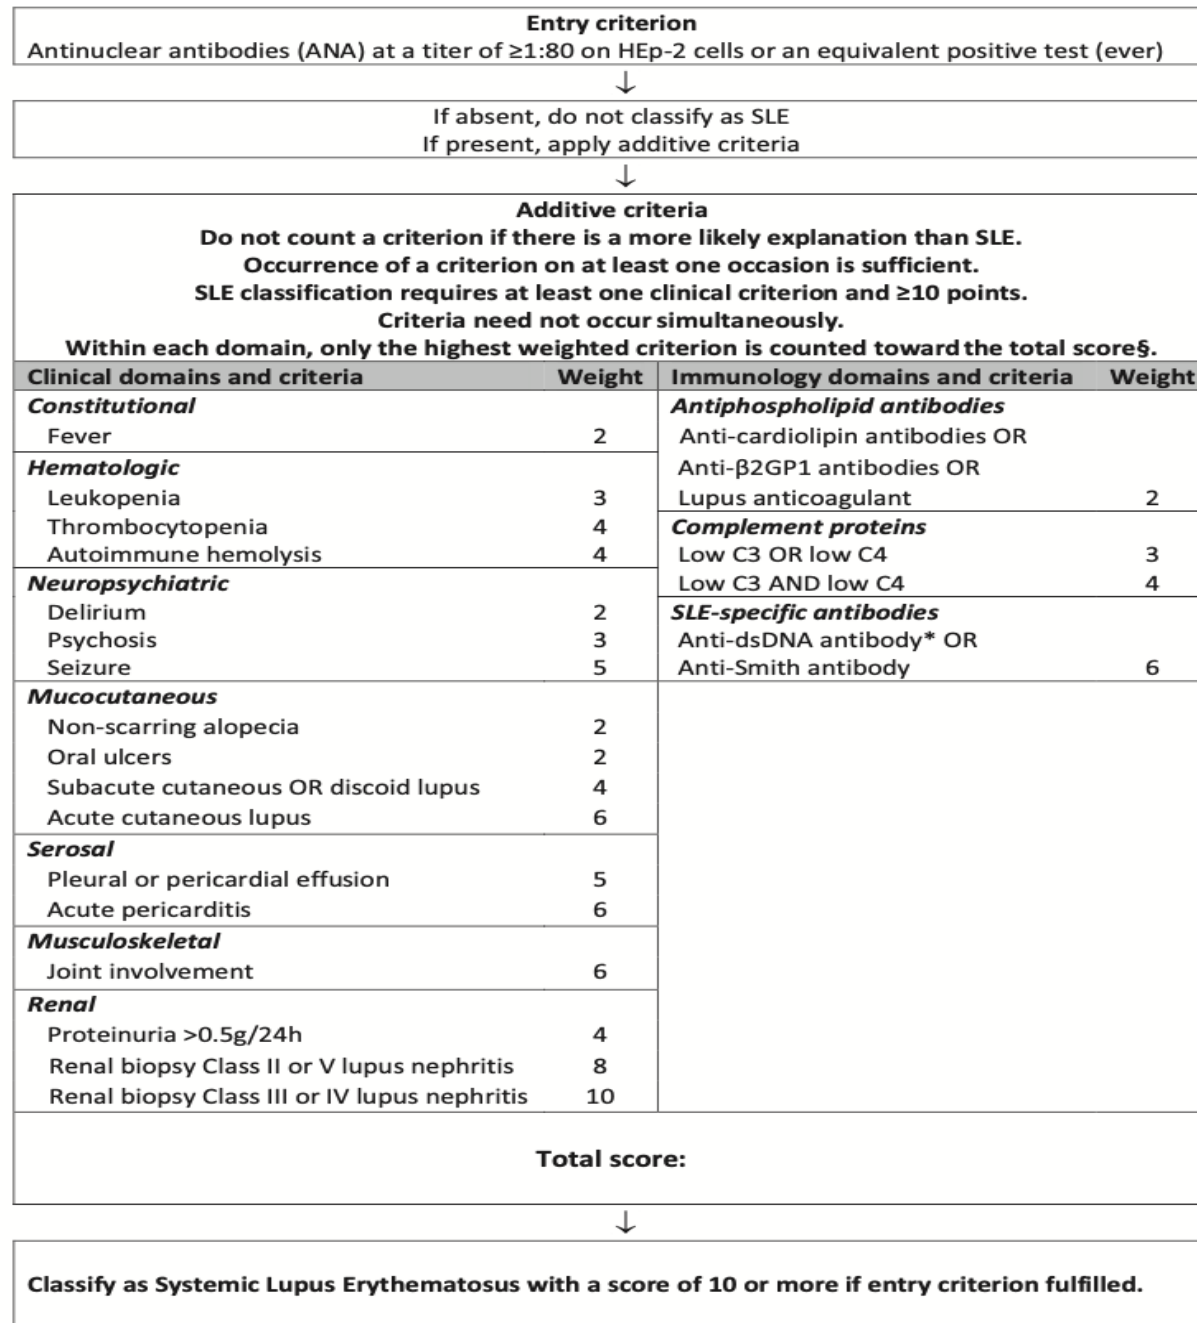 Entry criterion
Antinuclear antibodies (ANA) at a titer of ≥1:80 on HEp-2 cells or an equivalent positive test (ever)
↓
If absent, do not classify as SLE
If present, apply additive criteria
↓
Additive criteria
Do not count a criterion if there is a more likely explanation than SLE.
Occurrence of a criterion on at least one occasion is sufficient.
SLE classification requires at least one clinical criterion and ≥10 points.
Criteria need not occur simultaneously.
Within each domain, only the highest weighted criterion is counted toward the total score§.
Clinical domains and criteria Weight Immunology domains and criteria Weight
Constitutional Antiphospholipid antibodies
Fever 2 Anti-cardiolipin antibodies OR
Hematologic Anti-β2GP1 antibodies OR
Leukopenia 3 Lupus anticoagulant 2
Thrombocytopenia 4 Complement proteins
Autoimmune hemolysis 4 Low C3 OR low C4 3
Neuropsychiatric Low C3 AND low C4 4
Delirium 2 SLE-specific antibodies
Psychosis 3 Anti-dsDNA antibody* OR
Seizure 5 Anti-Smith antibody 6
Mucocutaneous
Non-scarring alopecia 2
Oral ulcers 2
Subacute cutaneous OR discoid lupus 4
Acute cutaneous lupus 6
Serosal
Pleural or pericardial effusion 5
Acute pericarditis 6
Musculoskeletal
Joint involvement 6
Renal
Proteinuria >0.5g/24h 4
Renal biopsy Class II or V lupus nephritis 8
Renal biopsy Class III or IV lupus nephritis 10
Total score:
↓
Classify as Systemic Lupus Erythematosus with a score of 10 or more if entry criterion fulfilled.